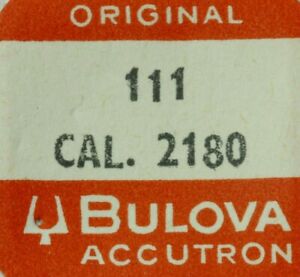 ORIGINAL
111
CAL. 2180
BULOVA
ACCUTRON